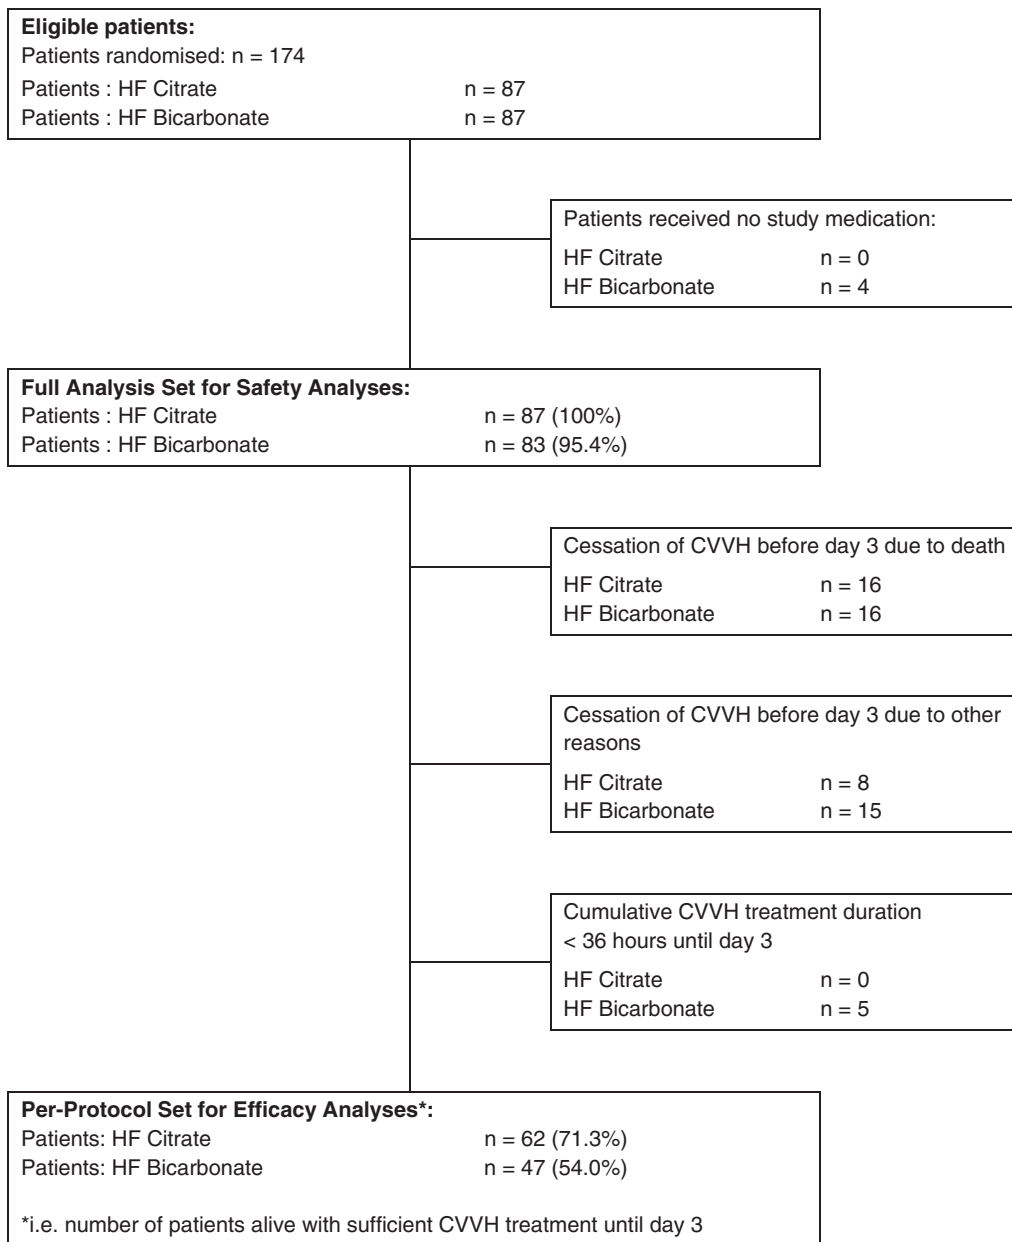 Eligible patients:
Patients randomised: n = 174
Patients : HF Citrate n = 87
Patients : HF Bicarbonate n = 87
Patients received no study medication:
HF Citrate n = 0
HF Bicarbonate n = 4
Full Analysis Set for Safety Analyses:
Patients : HF Citrate n = 87 (100%)
Patients : HF Bicarbonate n = 83 (95.4%)
Cessation of CVVH before day 3 due to death
HF Citrate n = 16
HF Bicarbonate n = 16
Cessation of CVVH before day 3 due to other
reasons
HF Citrate n = 8
HF Bicarbonate n = 15
Cumulative CVVH treatment duration
< 36 hours until day 3
HF Citrate n = 0
HF Bicarbonate n = 5
Per-Protocol Set for Efficacy Analyses*:
Patients: HF Citrate n = 62 (71.3%)
Patients: HF Bicarbonate n = 47 (54.0%)
*i.e. number of patients alive with sufficient CVVH treatment until day 3